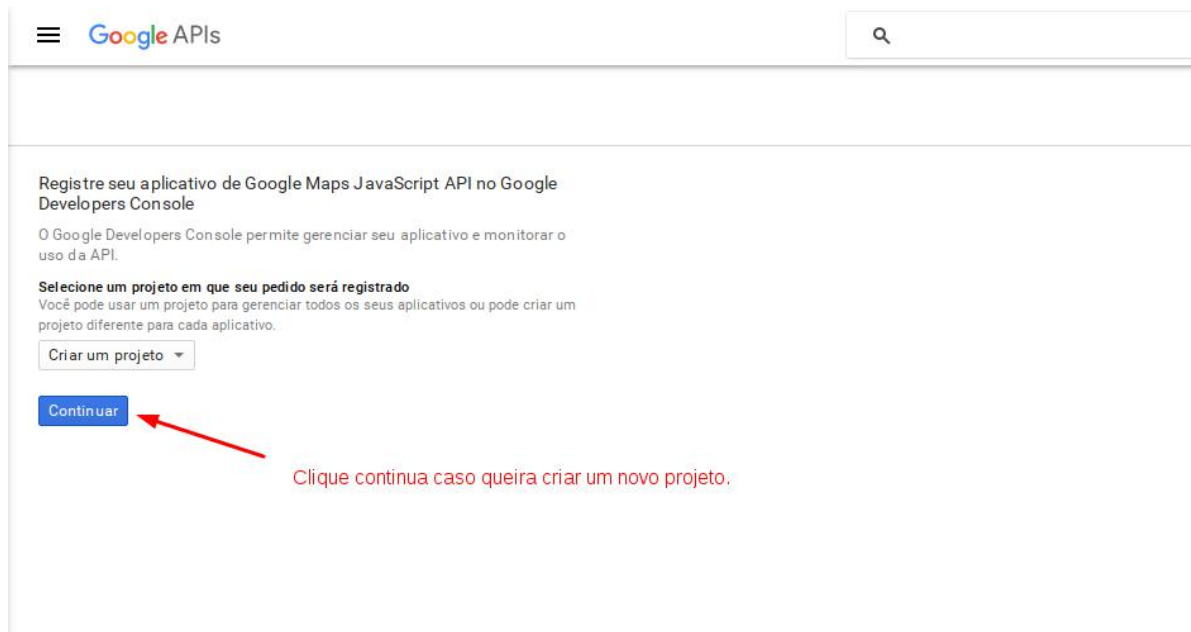 Google APIs
Registre seu aplicativo de Google Maps JavaScript API no Google
Developers Console
O Google Developers Console permite gerenciar seu aplicativo e monitorar o
uso da API.
Selecione um projeto em que seu pedido será registrado
Você pode usar um projeto para gerenciar todos os seus aplicativos ou pode criar um
projeto diferente para cada aplicativo.
Criar um projeto
Continuar
Clique continua caso queira criar um novo projeto.